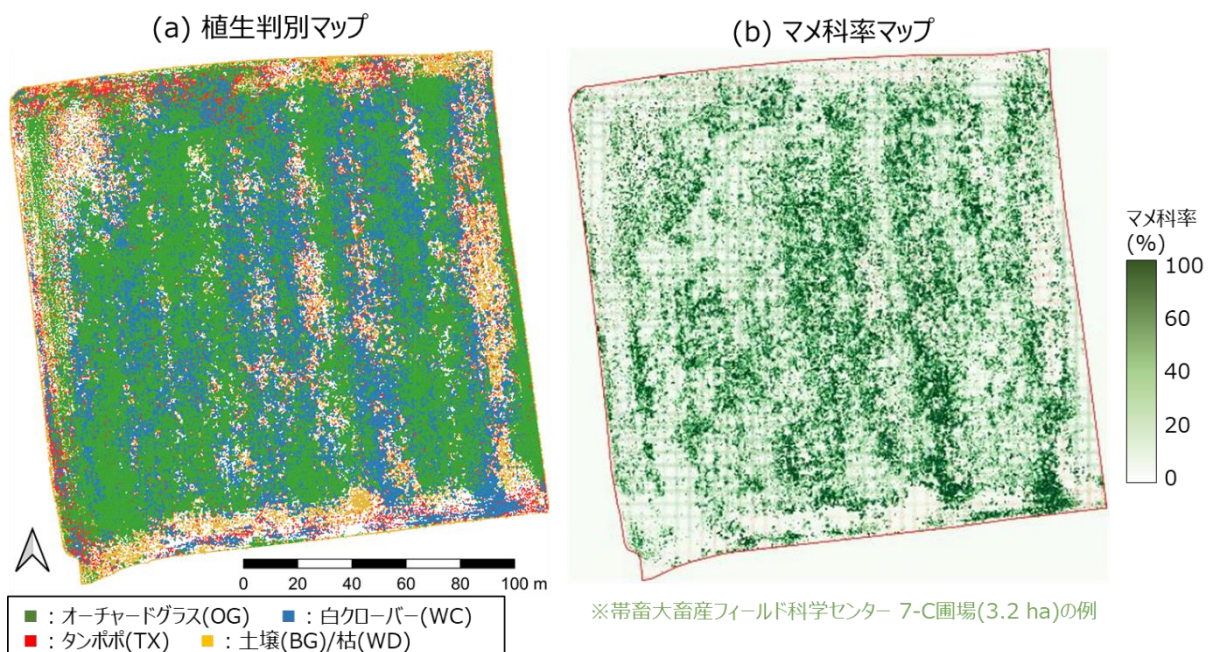 (a) 植生判別マップ
(b) マメ科率マップ
マメ科率
(%)
100
60
40
20
0
0 20 40 60 80 100 m
■ : オーチャードグラス(OG) ■ : 白クローバー(WC)
■ : タンポポ(TX) ■ : 土壌(BG)/枯(WD)
※帯畜大畜産フィールド科学センター 7-C圃場(3.2 ha)の例